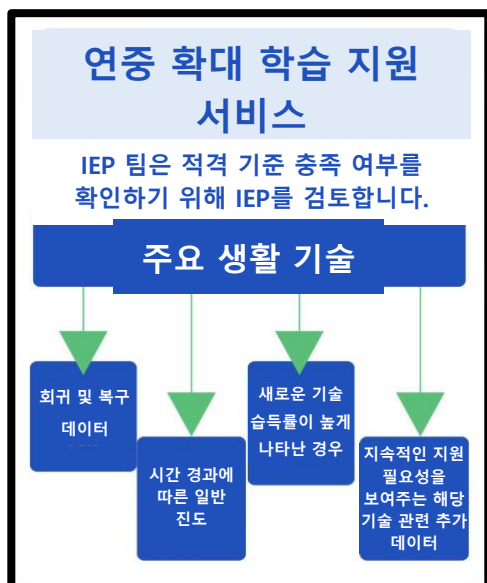 연중 확대 학습 지원
서비스
IEP 팀은 적격 기준 충족 여부를
확인하기 위해 IEP를 검토합니다.
주요 생활 기술
회귀 및 복구
데이터
시간 경과에
따른 일반
진도
새로운 기술
습득률이 높게
나타난 경우
지속적인 지원
필요성을
보여주는 해당
기술 관련 추가
데이터